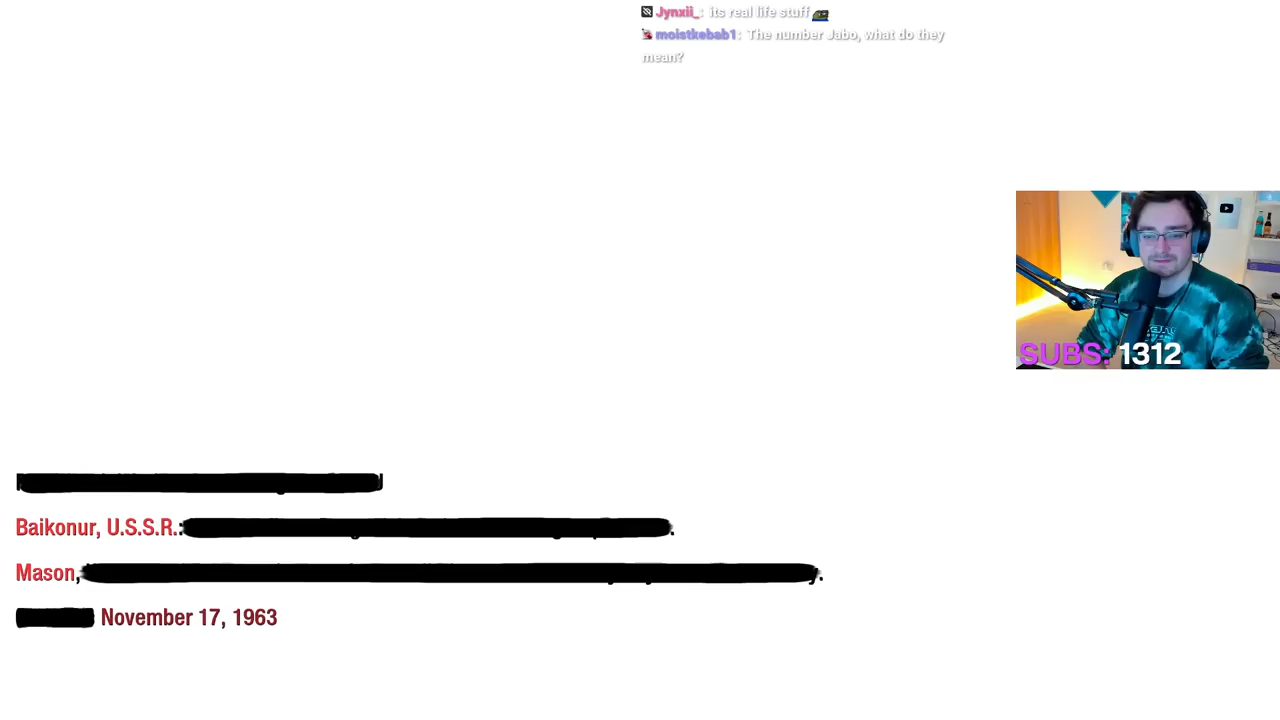 Jynxii_: its real life stuff
moistkebab1: The number Jabo, what do they
mean?
SUBS: 1312
Baikonur, U.S.S.R.:
Mason,
November 17, 1963